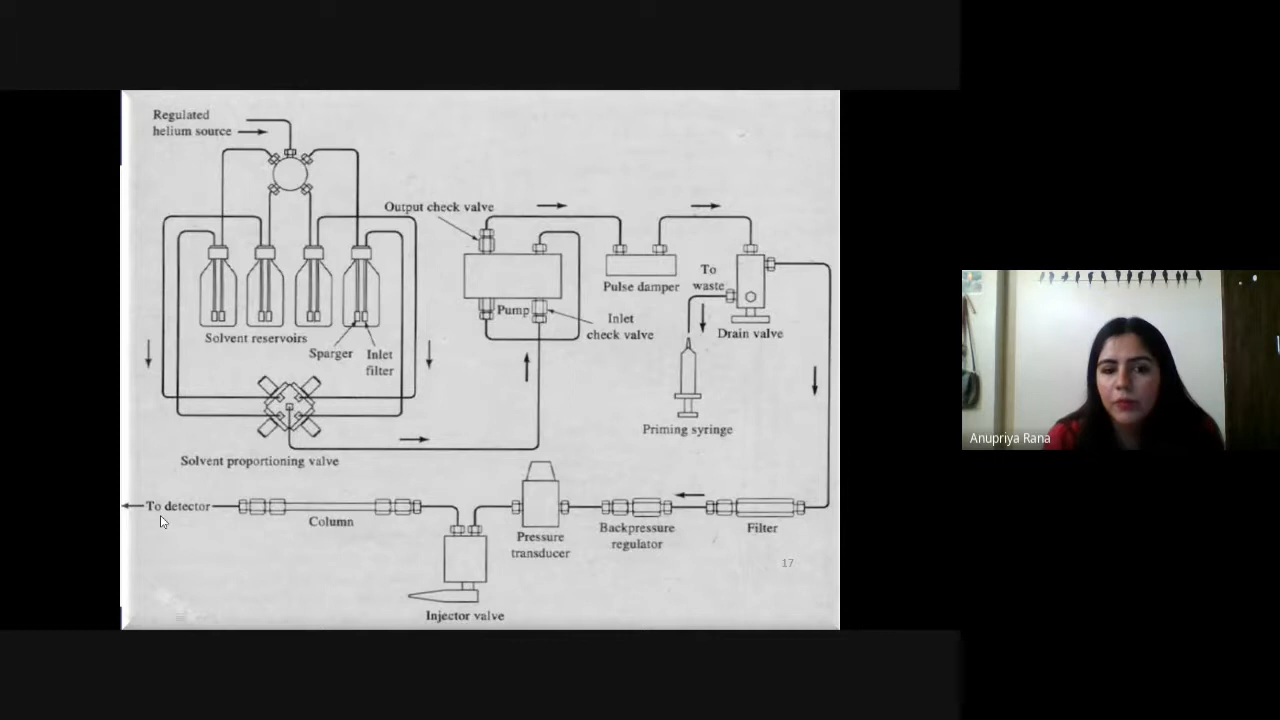 Regulated
helium source
Output check valve
To
waste
Pulse damper
Pump
Inlet
check valve
Drain valve
Solvent reservoirs
Sparger
Inlet
filter
Priming syringe
Solvent proportioning valve
To detector
Column
Pressure
transducer
Backpressure
regulator
Filter
Injector valve
17
Anupriya Rana